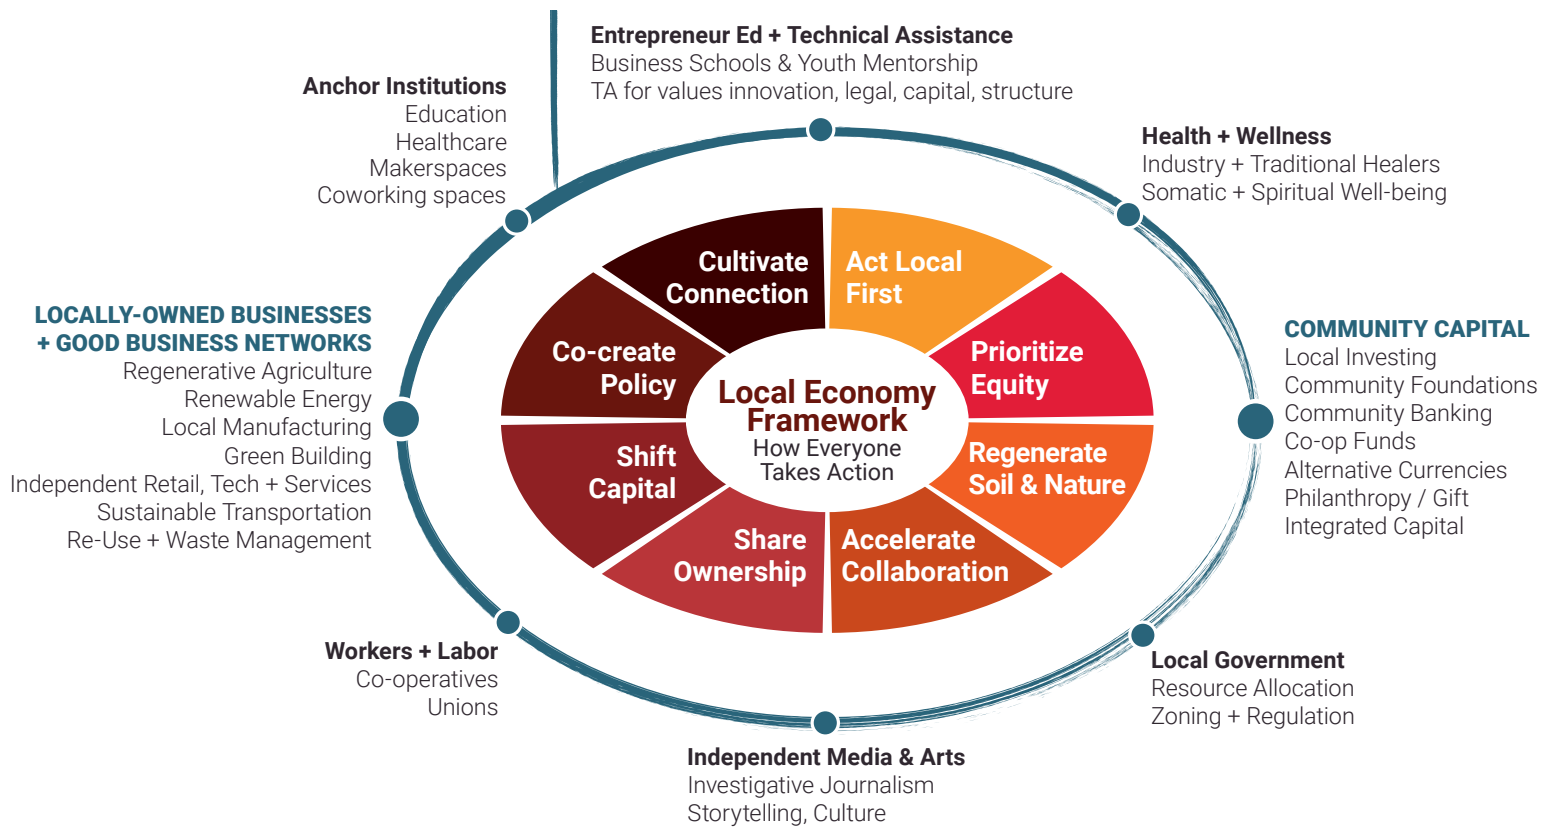 Entrepreneur Ed + Technical Assistance
Business Schools & Youth Mentorship
TA for values innovation, legal, capital, structure
Anchor Institutions
Education
Healthcare
Makerspaces
Coworking spaces
Health + Wellness
Industry + Traditional Healers
Somatic + Spiritual Well-being
LOCALLY-OWNED BUSINESSES
+ GOOD BUSINESS NETWORKS
Regenerative Agriculture
Renewable Energy
Local Manufacturing
Green Building
Independent Retail, Tech + Services
Sustainable Transportation
Re-Use + Waste Management
Cultivate
Connection
Act Local
First
Co-create
Policy
Prioritize
Equity
Local Economy
Framework
How Everyone
Takes Action
Shift
Capital
Regenerate
Soil & Nature
Share
Ownership
Accelerate
Collaboration
COMMUNITY CAPITAL
Local Investing
Community Foundations
Community Banking
Co-op Funds
Alternative Currencies
Philanthropy / Gift
Integrated Capital
Workers + Labor
Co-operatives
Unions
Local Government
Resource Allocation
Zoning + Regulation
Independent Media & Arts
Investigative Journalism
Storytelling, Culture